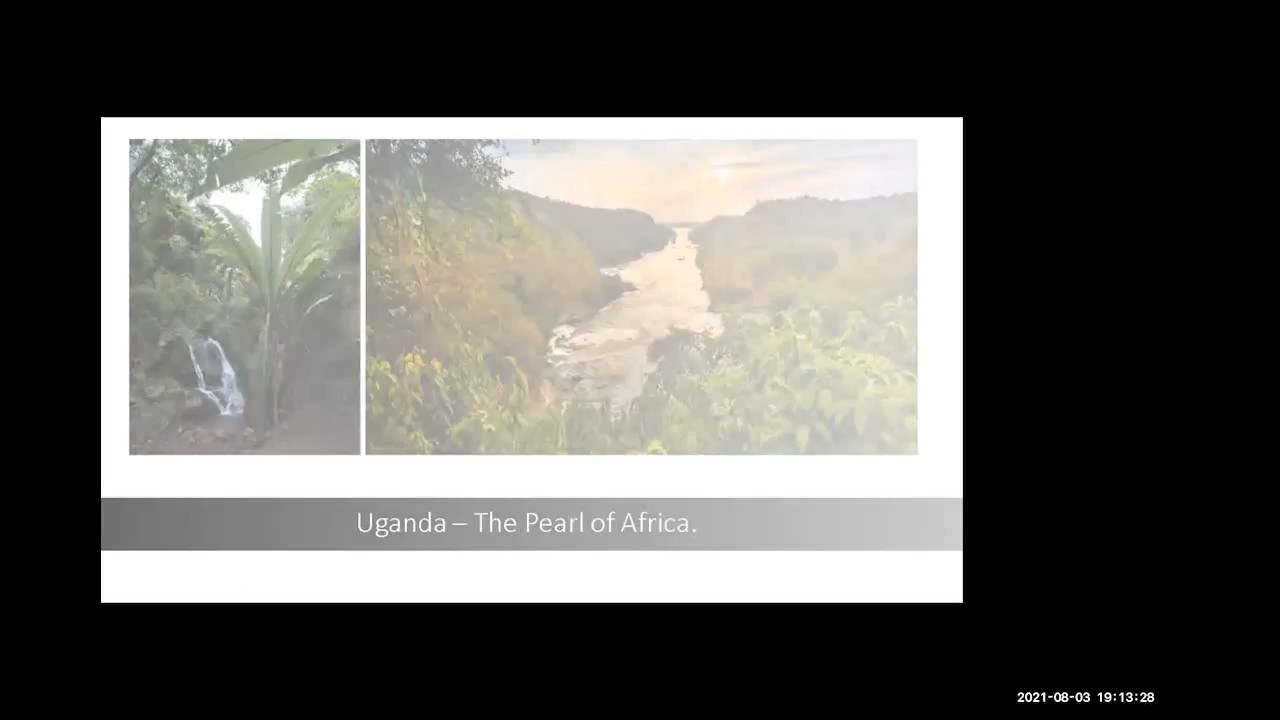 Uganda – The Pearl of Africa.
2021-08-03 19:13:28